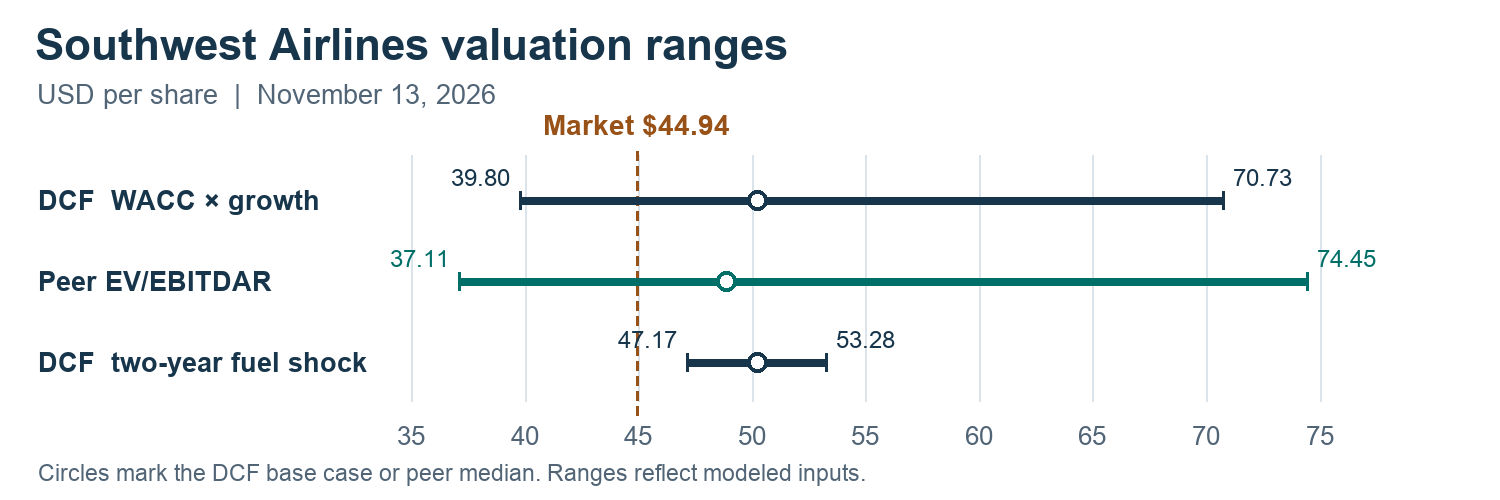 Southwest Airlines valuation ranges
USD per share | November 13, 2026
Market $44.94
DCF WACC × growth
39.80
70.73
Peer EV/EBITDAR
37.11
74.45
DCF two-year fuel shock
47.17
53.28
35 40 45 50 55 60 65 70 75
Circles mark the DCF base case or peer median. Ranges reflect modeled inputs.